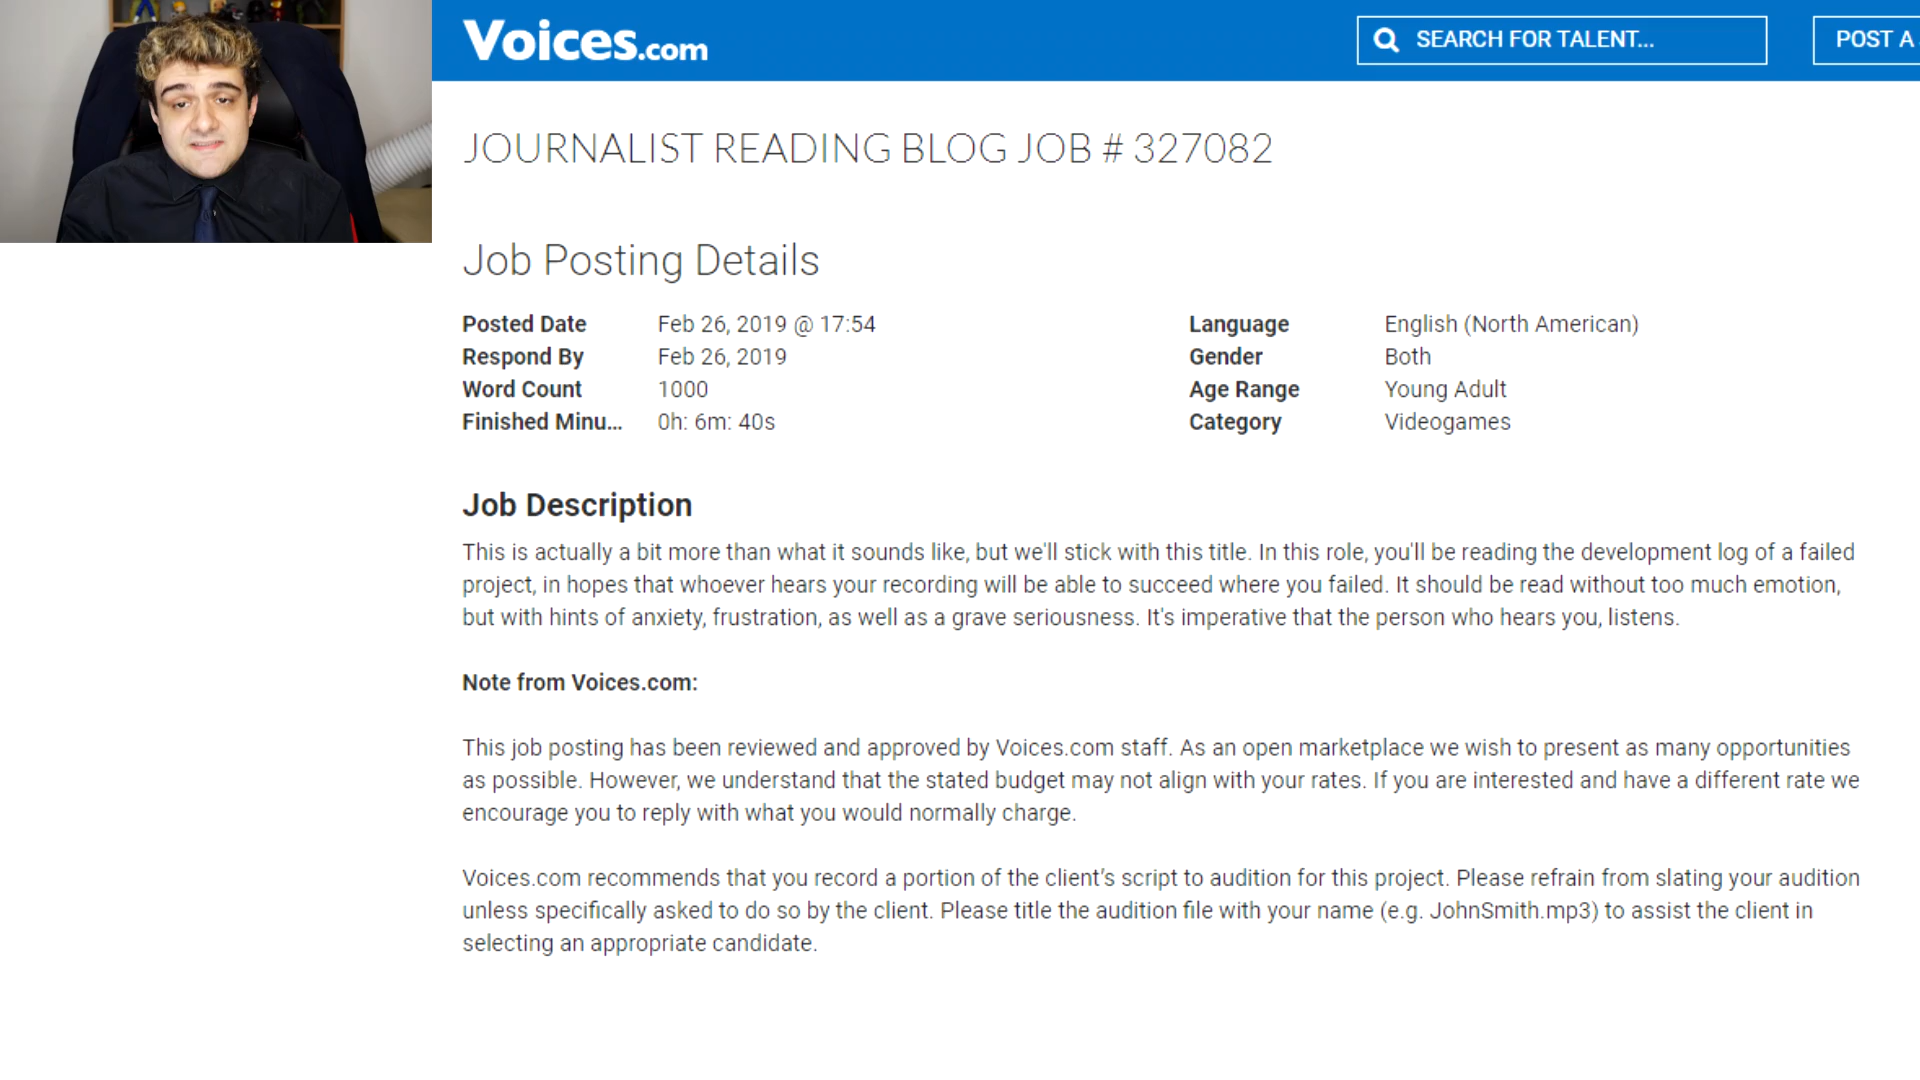 Voices.com
SEARCH FOR TALENT...
POST A
JOURNALIST READING BLOG JOB # 327082
Job Posting Details
Posted Date Feb 26, 2019 @ 17:54
Language English (North American)
Respond By Feb 26, 2019
Gender Both
Word Count 1000
Age Range Young Adult
Finished Minu... 0h: 6m: 40s
Category Videogames
Job Description
This is actually a bit more than what it sounds like, but we'll stick with this title. In this role, you'll be reading the development log of a failed
project, in hopes that whoever hears your recording will be able to succeed where you failed. It should be read without too much emotion,
but with hints of anxiety, frustration, as well as a grave seriousness. It's imperative that the person who hears you, listens.
Note from Voices.com:
This job posting has been reviewed and approved by Voices.com staff. As an open marketplace we wish to present as many opportunities
as possible. However, we understand that the stated budget may not align with your rates. If you are interested and have a different rate we
encourage you to reply with what you would normally charge.
Voices.com recommends that you record a portion of the client's script to audition for this project. Please refrain from slating your audition
unless specifically asked to do so by the client. Please title the audition file with your name (e.g. JohnSmith.mp3) to assist the client in
selecting an appropriate candidate.